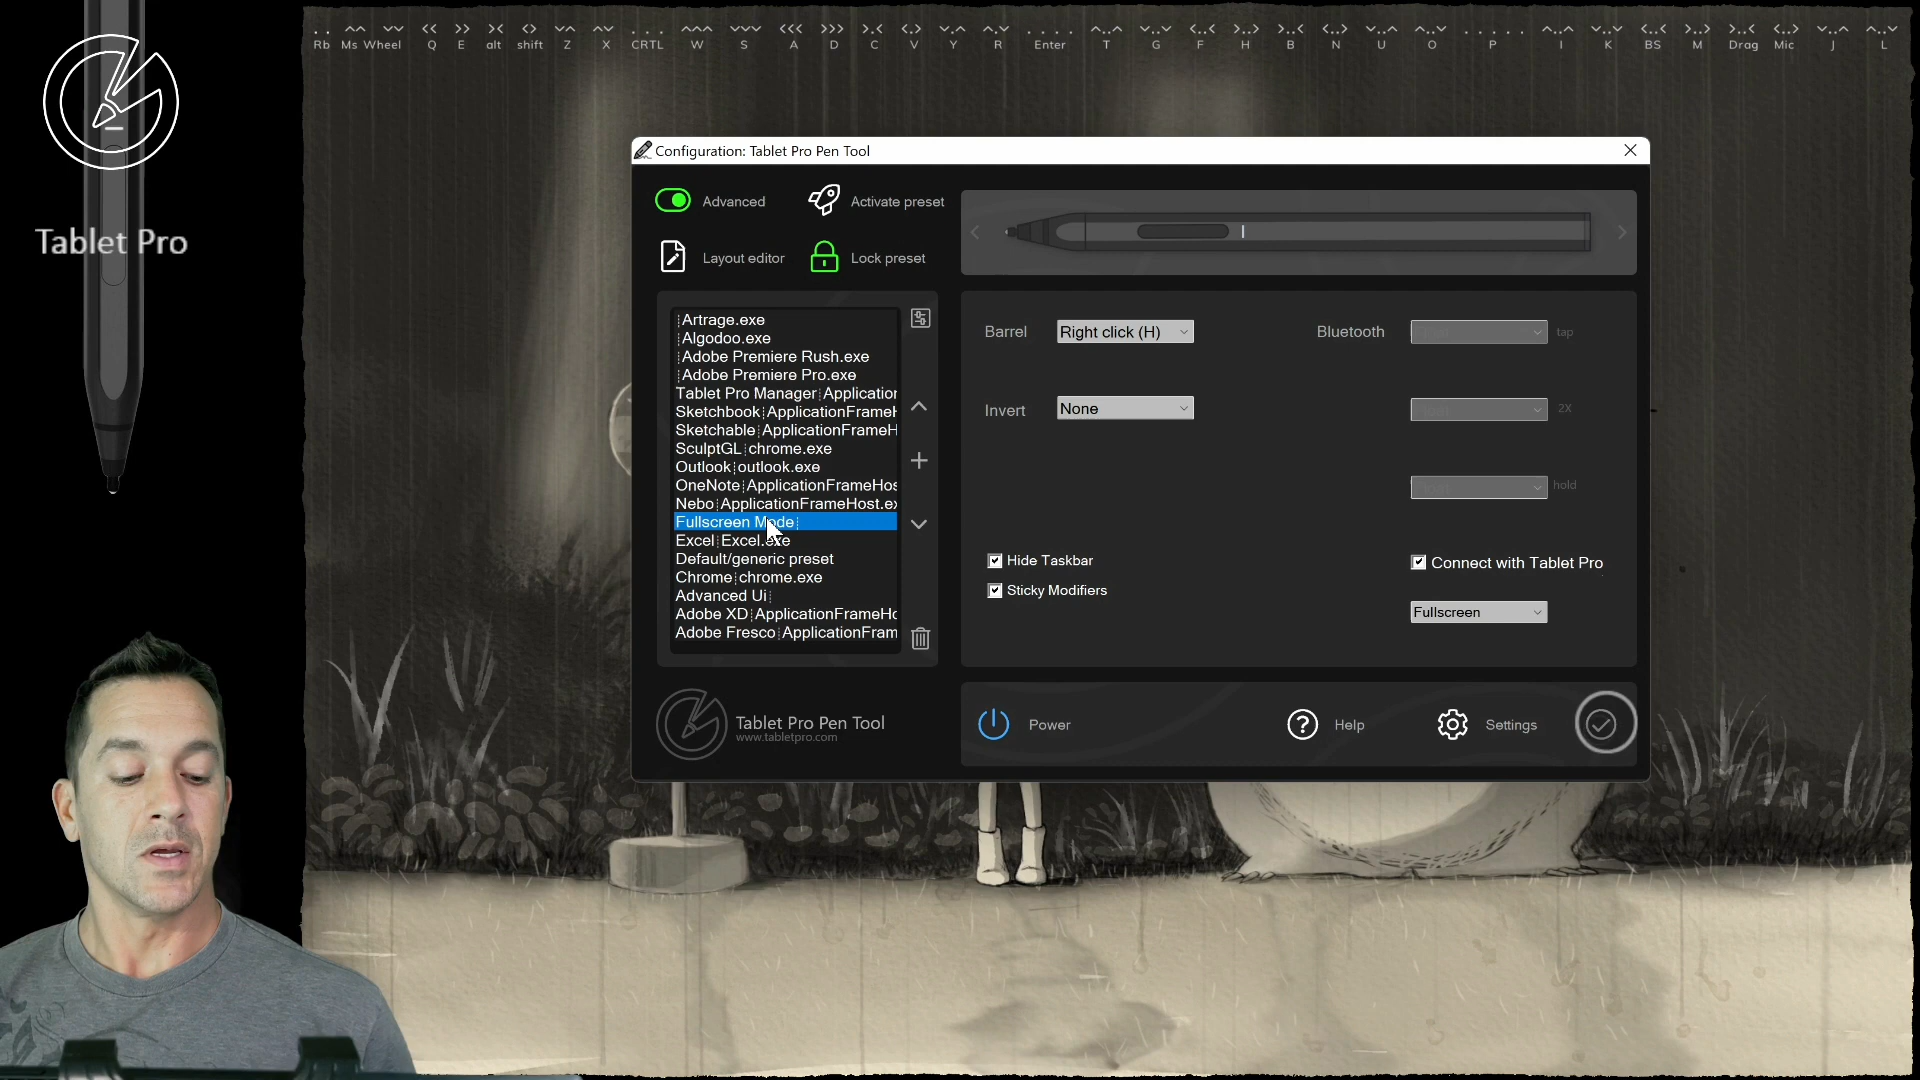 Rb Ms Wheel Q E alt shift Z X CRTL W S A D C V Y R Enter T G F H B N U O P I K BS M Drag Mic J L
Tablet Pro
Configuration: Tablet Pro Pen Tool
Advanced
Activate preset
Layout editor
Lock preset
Artrage.exe
Algodoo.exe
Adobe Premiere Rush.exe
Adobe Premiere Pro.exe
Tablet Pro Manager Application
Sketchbook ApplicationFrameH
Sketchable ApplicationFrameH
SculptGL chrome.exe
Outlook outlook.exe
OneNote ApplicationFrameHos
Nebo ApplicationFrameHost.ex
Fullscreen Mode
Excel Excel.exe
Default/generic preset
Chrome chrome.exe
Advanced Ui
Adobe XD ApplicationFrameHo
Adobe Fresco ApplicationFram
Barrel
Right click (H)
Bluetooth
tap
Invert
None
2X
hold
Hide Taskbar
Connect with Tablet Pro
Sticky Modifiers
Fullscreen
Tablet Pro Pen Tool
www.tabletpro.com
Power
Help
Settings